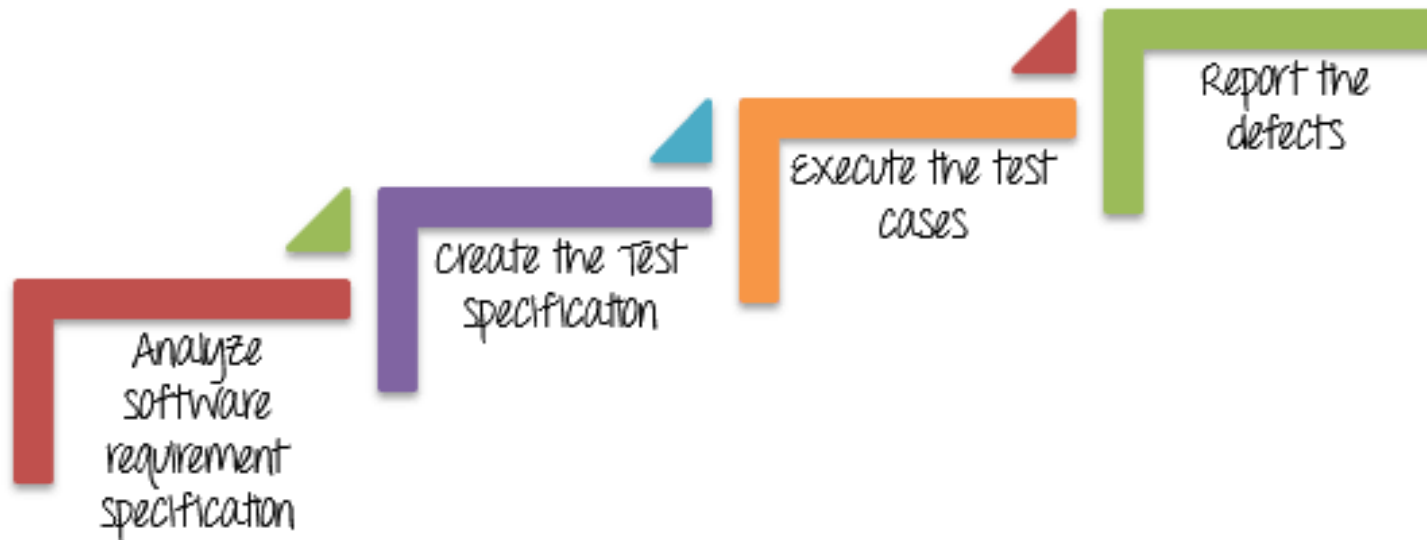 Analyze
software
requirement
specification
Create the Test
specification
Execute the test
cases
Report the
defects